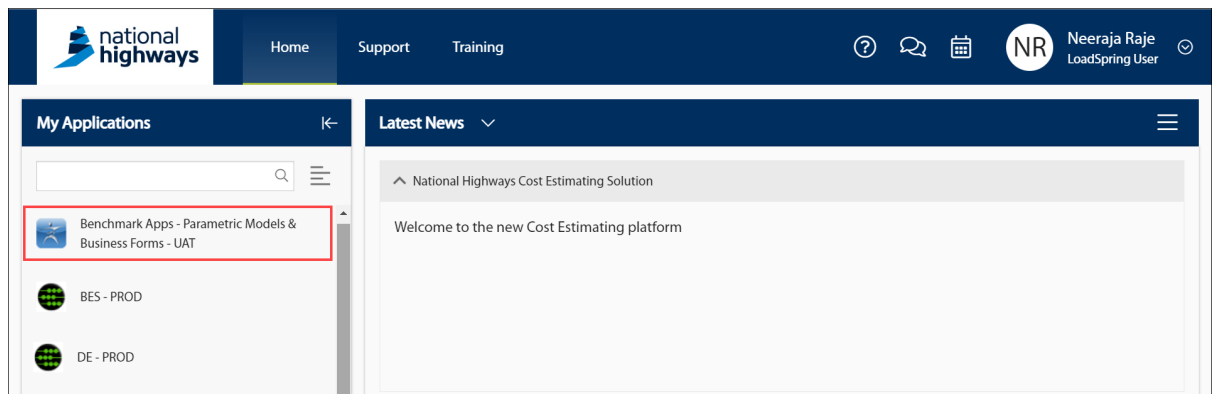 national
highways
Home
Support
Training
NR
Neeraja Raje
LoadSpring User
My Applications
Latest News
National Highways Cost Estimating Solution
Benchmark Apps - Parametric Models &
Business Forms - UAT
Welcome to the new Cost Estimating platform
BES - PROD
DE - PROD